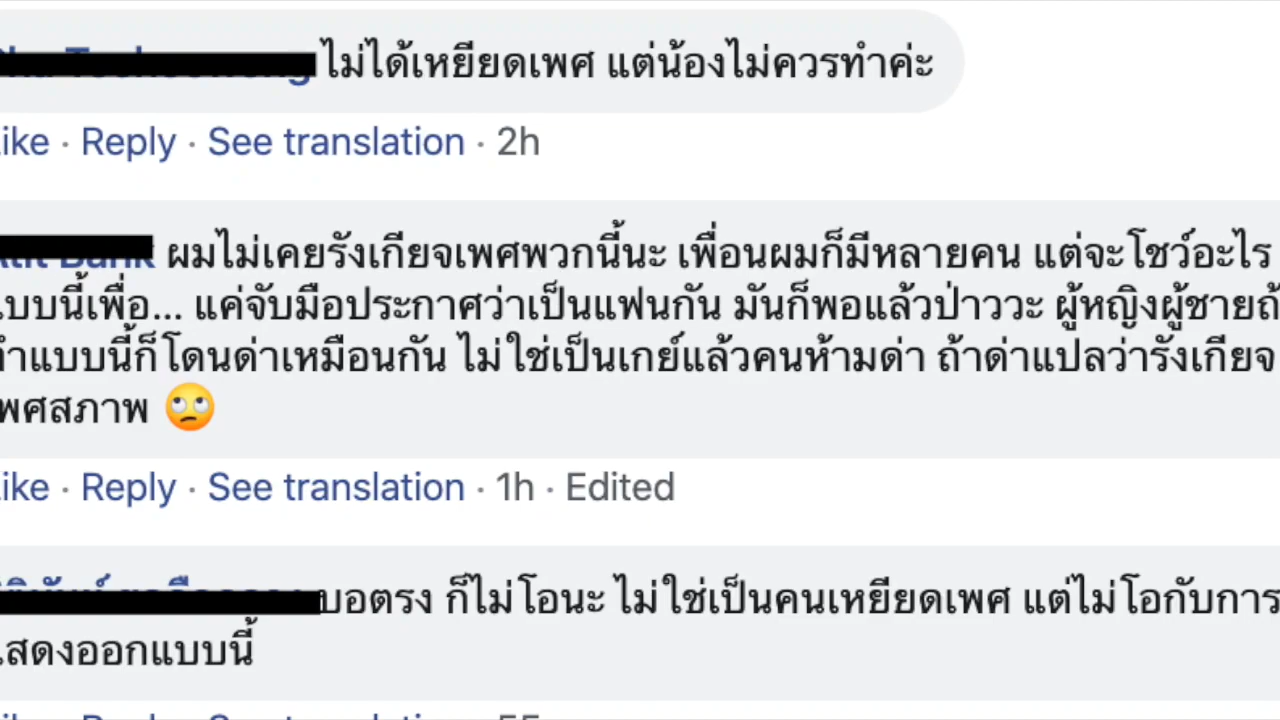 ไม่ได้เหยียดเพศ แต่น้องไม่ควรทำค่ะ
ike · Reply · See translation · 2h
ผมไม่เคยรังเกียจเพศพวกนี้นะ เพื่อนผมก็มีหลายคน แต่จะโชว์อะไร
แบบนี้เพื่อ... แค่จับมือประกาศว่าเป็นแฟนกัน มันก็พอแล้วป่าววะ ผู้หญิงผู้ชายถ้
ทำแบบนี้ก็โดนด่าเหมือนกัน ไม่ใช่เป็นเกย์แล้วคนห้ามด่า ถ้าด่าแปลว่ารังเกียจ
เพศสภาพ 🙄
ike · Reply · See translation · 1h · Edited
บอตรง ก็ไม่โอนะ ไม่ใช่เป็นคนเหยียดเพศ แต่ไม่โอกับการ
แสดงออกแบบนี้